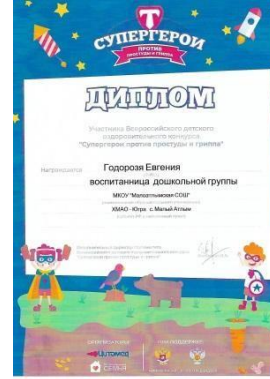 СУПЕРГЕРОИ
ПРОТИВ
ПРОСТУДЫ И ГРИППА
ДИПЛОМ
Участника Всероссийского детского
оздоровительного конкурса
"Супергерои против простуды и гриппа"
Награждается
Годорозя Евгения
воспитанница дошкольной группы
МКОУ "Малоатлымская СОШ"
ХМАО - Югра с. Малый Атлым
Цитомед